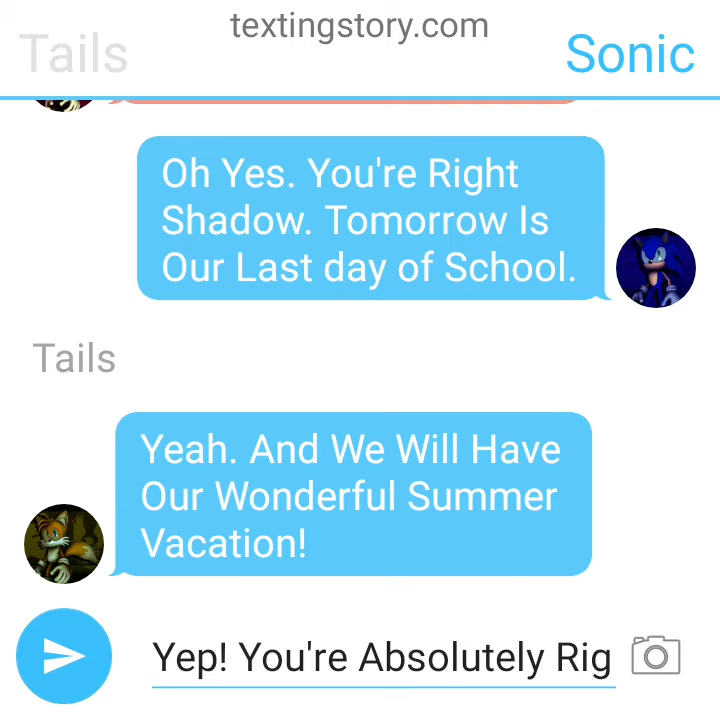 textingstory.com
Tails
Sonic
Oh Yes. You're Right
Shadow. Tomorrow Is
Our Last day of School.
Tails
Yeah. And We Will Have
Our Wonderful Summer
Vacation!
Yep! You're Absolutely Rig